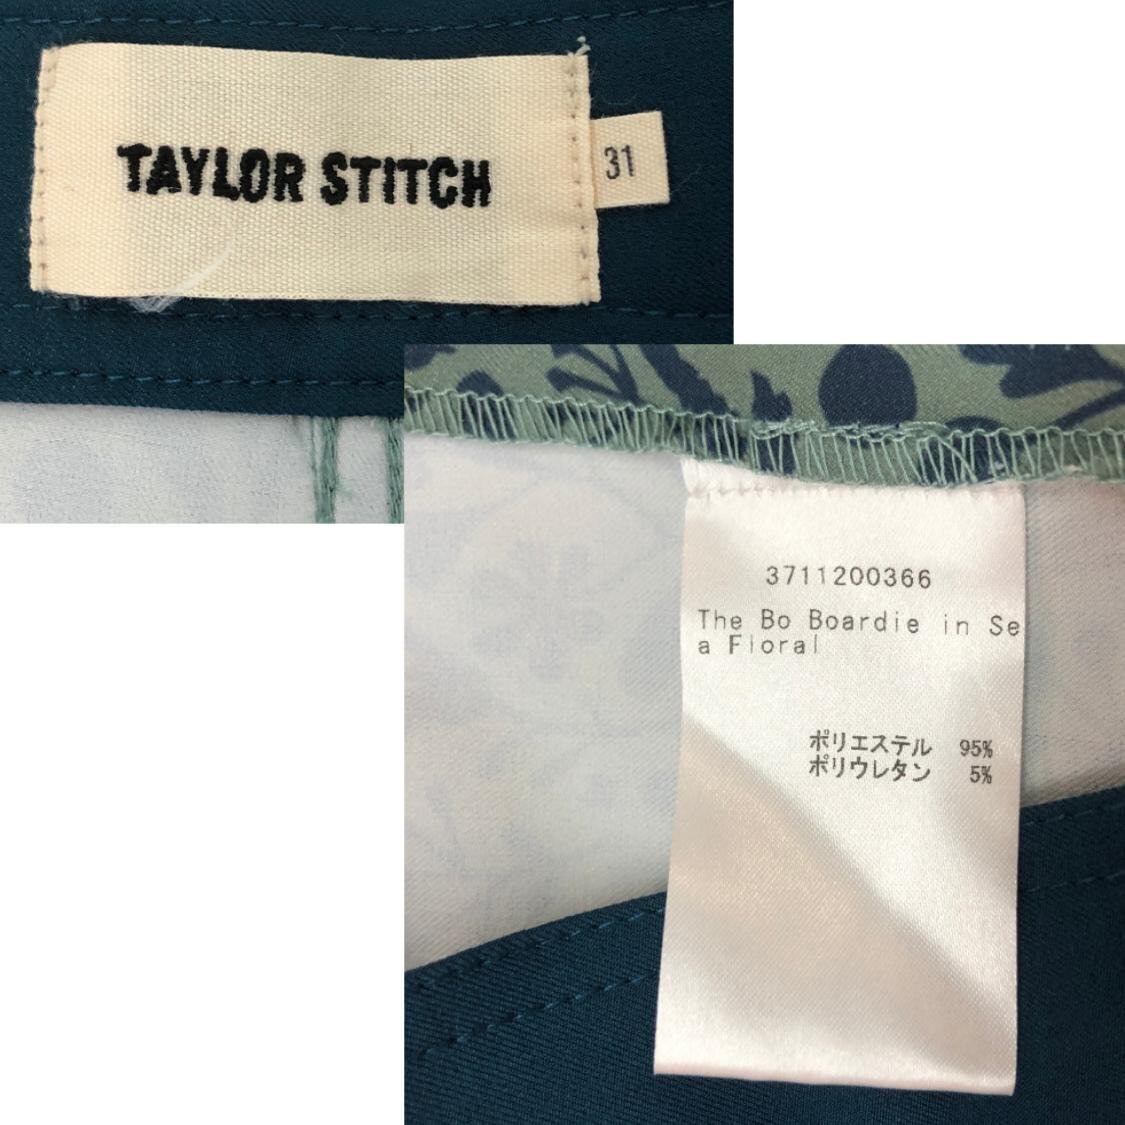 TAYLOR STITCH
31
3711200366
The Bo Boardie in Se
a Floral
ポリエステル 95%
ポリウレタン 5%